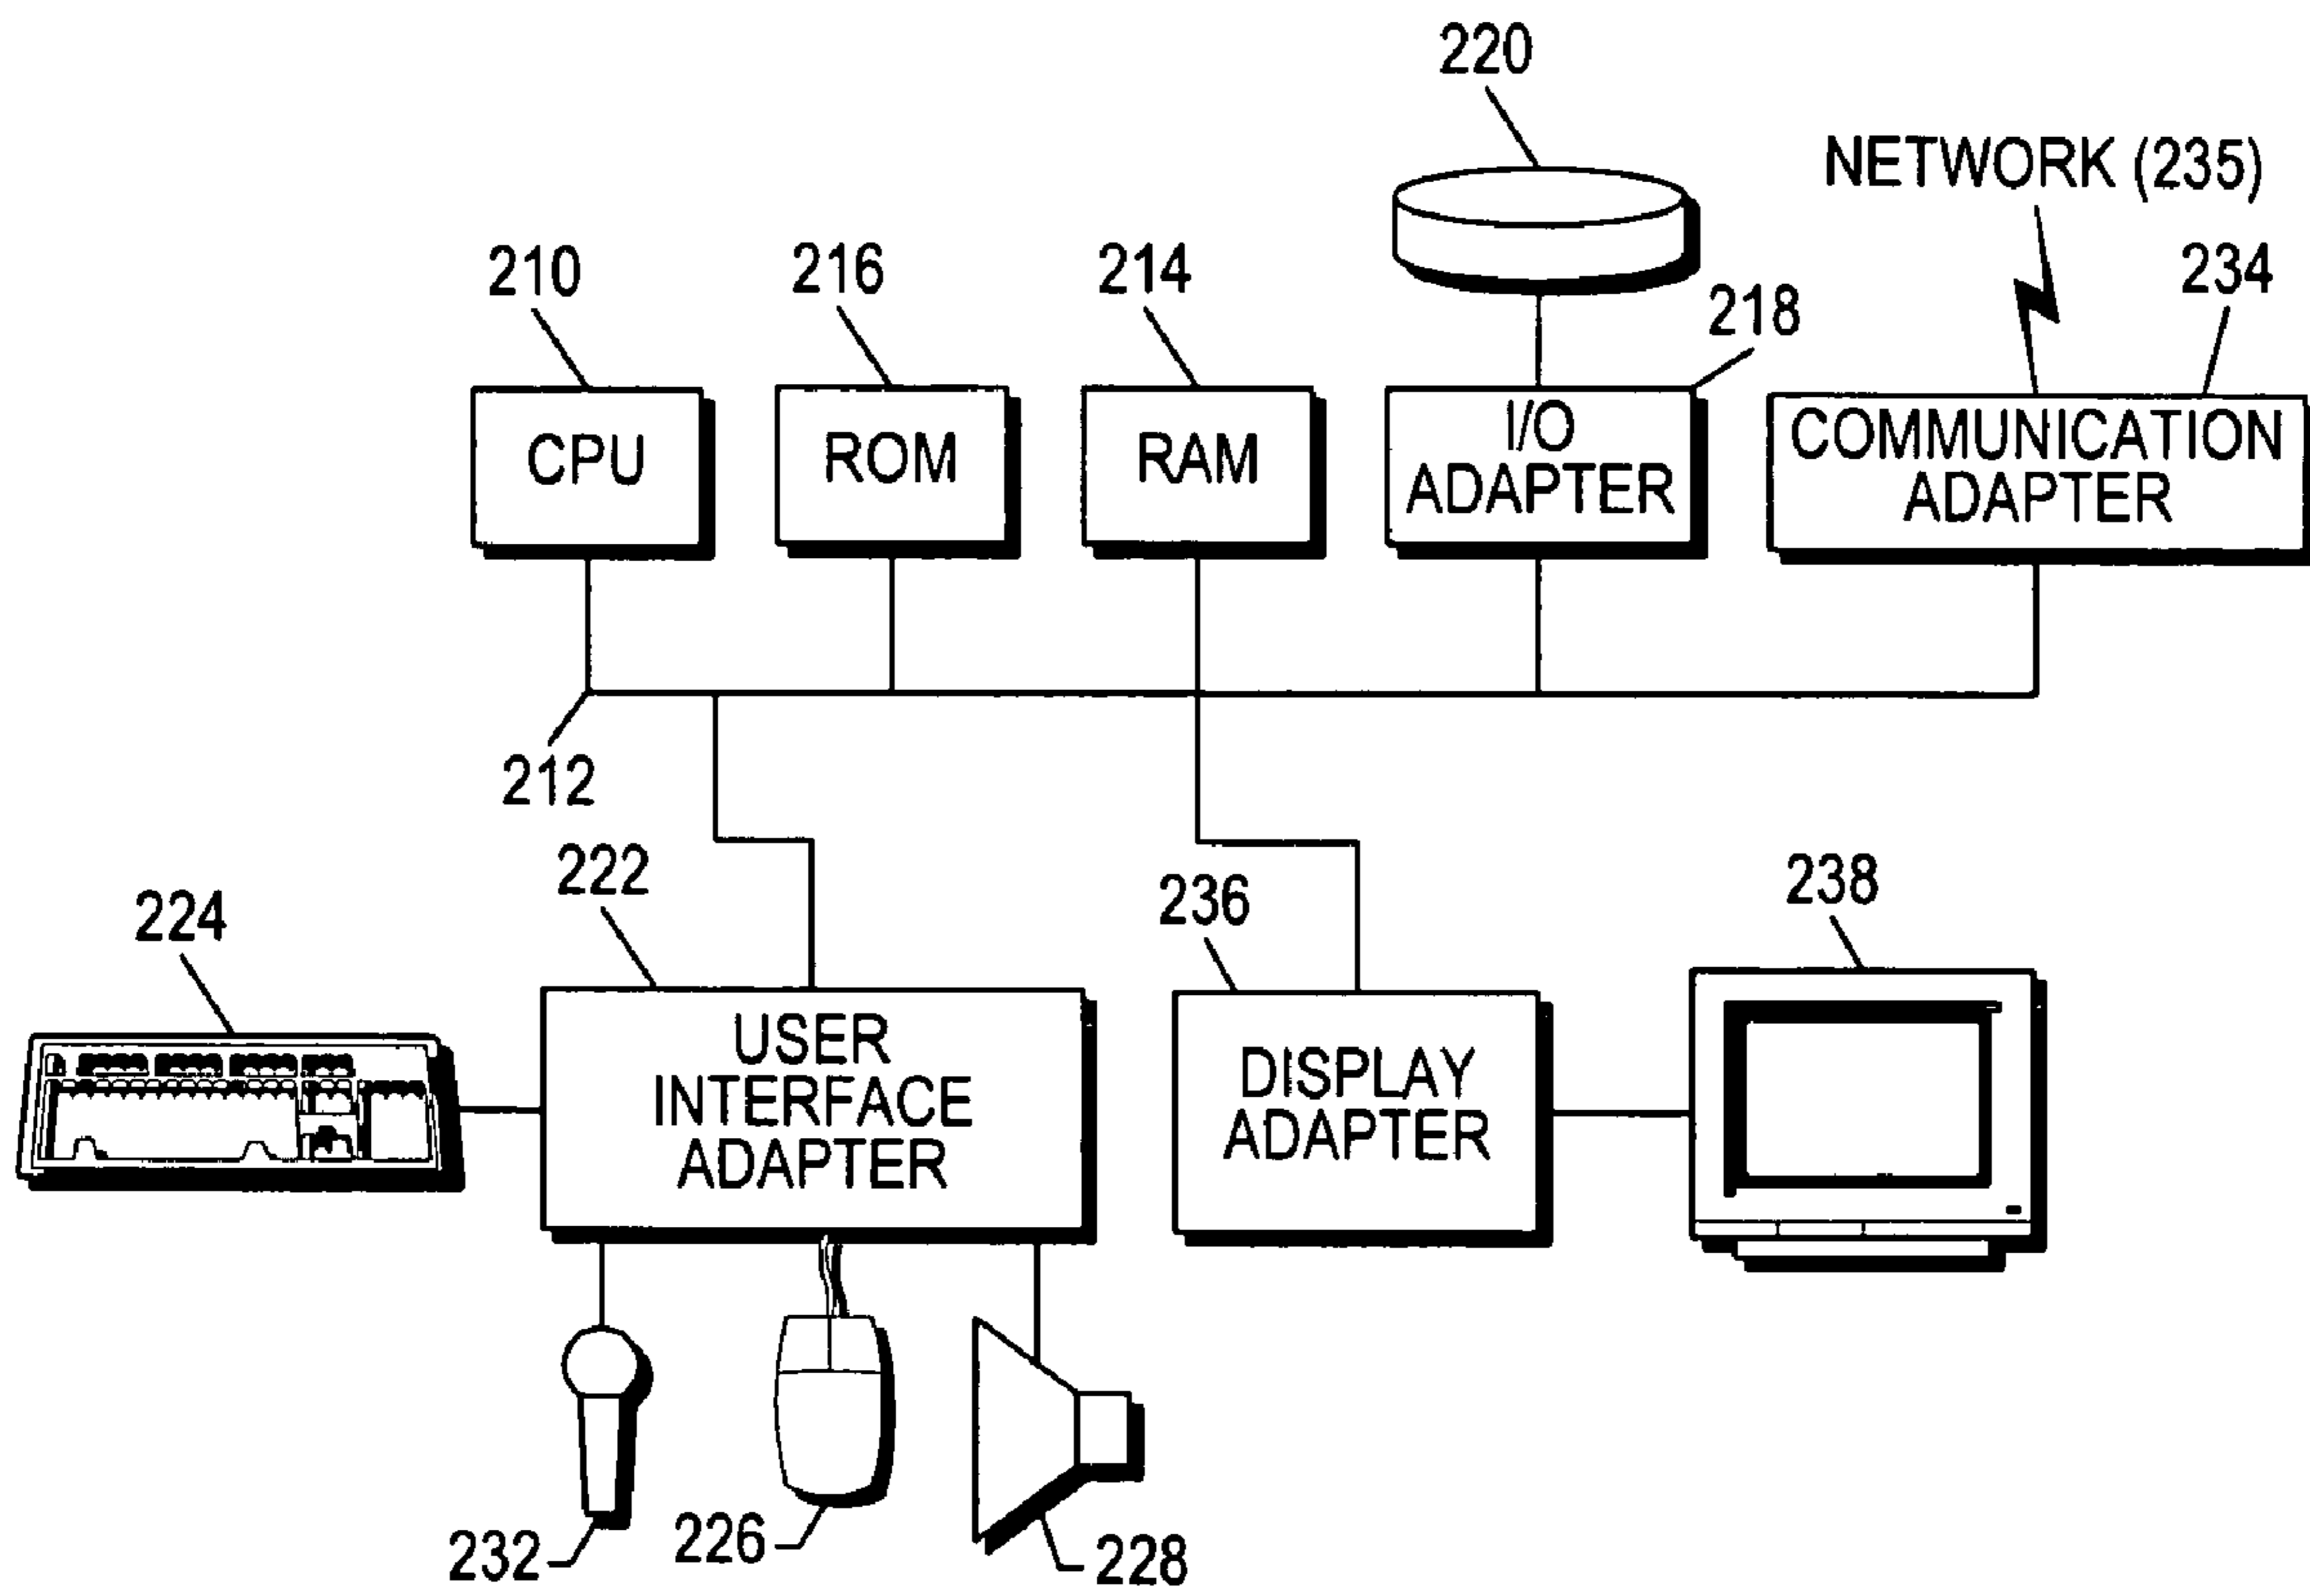 220
NETWORK (235)
210
216
214
218
234
CPU
ROM
RAM
I/O
ADAPTER
COMMUNICATION
ADAPTER
212
222
236
238
224
USER
INTERFACE
ADAPTER
DISPLAY
ADAPTER
232
226
228